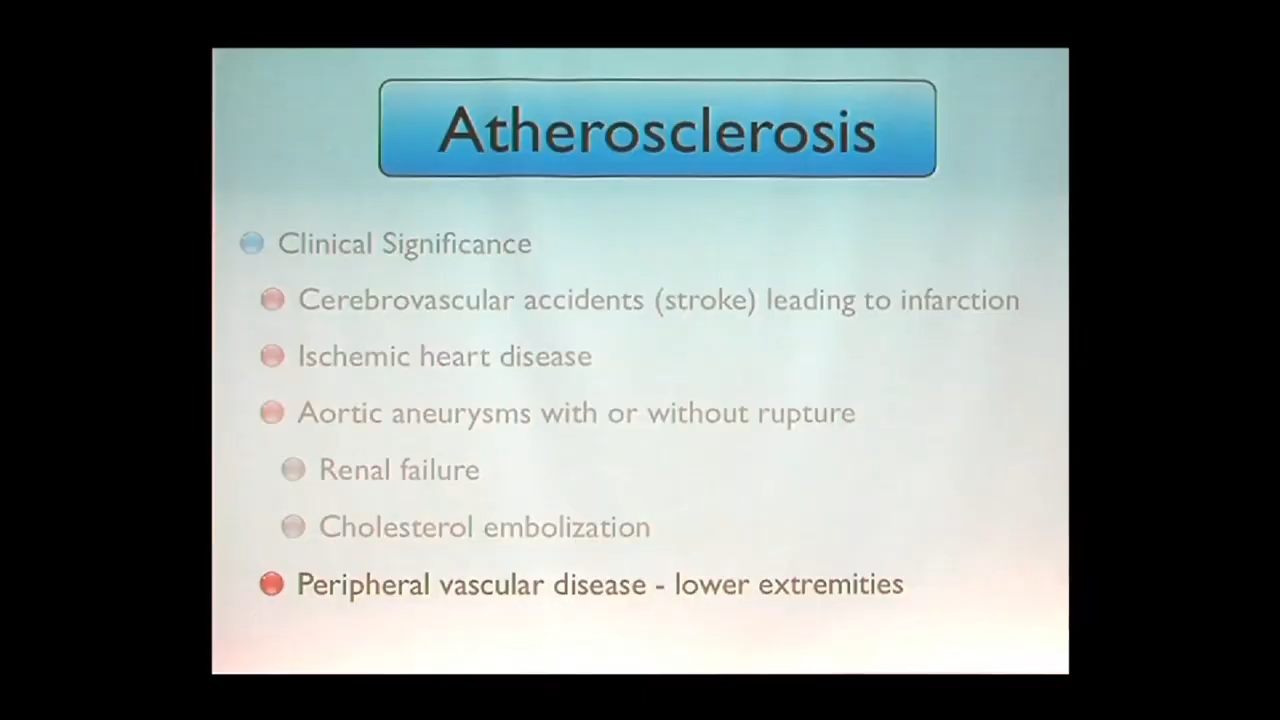 Atherosclerosis
Clinical Significance
Cerebrovascular accidents (stroke) leading to infarction
Ischemic heart disease
Aortic aneurysms with or without rupture
Renal failure
Cholesterol embolization
Peripheral vascular disease - lower extremities